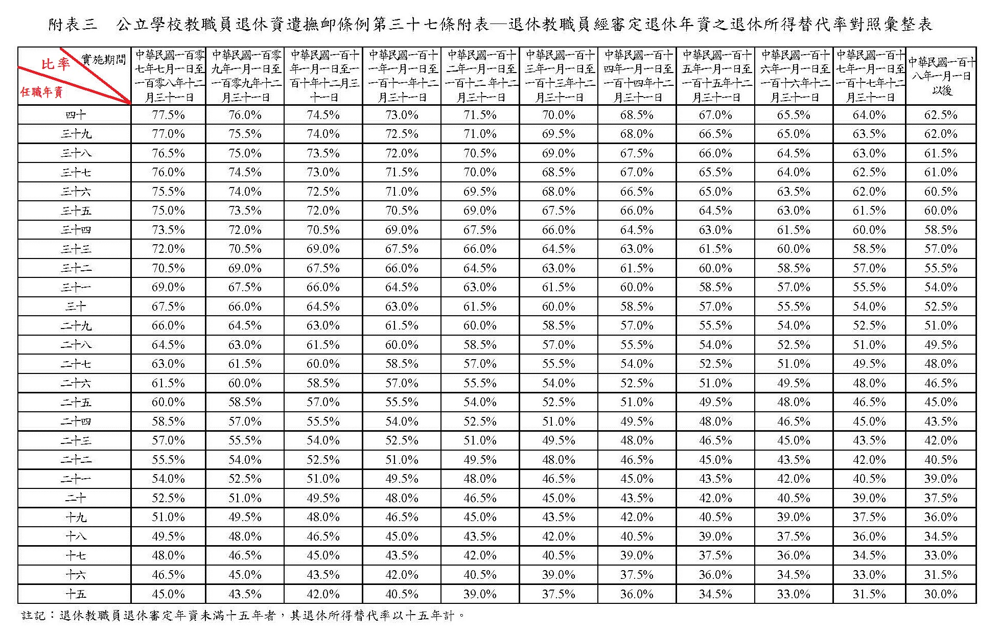 附表三　公立學校教職員退休資遣撫卹條例第三十七條附表—退休教職員經審定退休年資之退休所得替代率對照彙整表
實施期間
比率
任職年資
中華民國一百零
七年七月一日至
一百零八年十二
月三十一日
中華民國一百零
九年一月一日至
一百零九年十二
月三十一日
中華民國一百十
年一月一日至一
百十年十二月三
十一日
中華民國一百十
一年一月一日至
一百十一年十二
月三十一日
中華民國一百十
二年一月一日至
一百十二年十二
月三十一日
中華民國一百十
三年一月一日至
一百十三年十二
月三十一日
中華民國一百十
四年一月一日至
一百十四年十二
月三十一日
中華民國一百十
五年一月一日至
一百十五年十二
月三十一日
中華民國一百十
六年一月一日至
一百十六年十二
月三十一日
中華民國一百十
七年一月一日至
一百十七年十二
月三十一日
中華民國一百十
八年一月一日
以後
四十 77.5% 76.0% 74.5% 73.0% 71.5% 70.0% 68.5% 67.0% 65.5% 64.0% 62.5%
三十九 77.0% 75.5% 74.0% 72.5% 71.0% 69.5% 68.0% 66.5% 65.0% 63.5% 62.0%
三十八 76.5% 75.0% 73.5% 72.0% 70.5% 69.0% 67.5% 66.0% 64.5% 63.0% 61.5%
三十七 76.0% 74.5% 73.0% 71.5% 70.0% 68.5% 67.0% 65.5% 64.0% 62.5% 61.0%
三十六 75.5% 74.0% 72.5% 71.0% 69.5% 68.0% 66.5% 65.0% 63.5% 62.0% 60.5%
三十五 75.0% 73.5% 72.0% 70.5% 69.0% 67.5% 66.0% 64.5% 63.0% 61.5% 60.0%
三十四 73.5% 72.0% 70.5% 69.0% 67.5% 66.0% 64.5% 63.0% 61.5% 60.0% 58.5%
三十三 72.0% 70.5% 69.0% 67.5% 66.0% 64.5% 63.0% 61.5% 60.0% 58.5% 57.0%
三十二 70.5% 69.0% 67.5% 66.0% 64.5% 63.0% 61.5% 60.0% 58.5% 57.0% 55.5%
三十一 69.0% 67.5% 66.0% 64.5% 63.0% 61.5% 60.0% 58.5% 57.0% 55.5% 54.0%
三十 67.5% 66.0% 64.5% 63.0% 61.5% 60.0% 58.5% 57.0% 55.5% 54.0% 52.5%
二十九 66.0% 64.5% 63.0% 61.5% 60.0% 58.5% 57.0% 55.5% 54.0% 52.5% 51.0%
二十八 64.5% 63.0% 61.5% 60.0% 58.5% 57.0% 55.5% 54.0% 52.5% 51.0% 49.5%
二十七 63.0% 61.5% 60.0% 58.5% 57.0% 55.5% 54.0% 52.5% 51.0% 49.5% 48.0%
二十六 61.5% 60.0% 58.5% 57.0% 55.5% 54.0% 52.5% 51.0% 49.5% 48.0% 46.5%
二十五 60.0% 58.5% 57.0% 55.5% 54.0% 52.5% 51.0% 49.5% 48.0% 46.5% 45.0%
二十四 58.5% 57.0% 55.5% 54.0% 52.5% 51.0% 49.5% 48.0% 46.5% 45.0% 43.5%
二十三 57.0% 55.5% 54.0% 52.5% 51.0% 49.5% 48.0% 46.5% 45.0% 43.5% 42.0%
二十二 55.5% 54.0% 52.5% 51.0% 49.5% 48.0% 46.5% 45.0% 43.5% 42.0% 40.5%
二十一 54.0% 52.5% 51.0% 49.5% 48.0% 46.5% 45.0% 43.5% 42.0% 40.5% 39.0%
二十 52.5% 51.0% 49.5% 48.0% 46.5% 45.0% 43.5% 42.0% 40.5% 39.0% 37.5%
十九 51.0% 49.5% 48.0% 46.5% 45.0% 43.5% 42.0% 40.5% 39.0% 37.5% 36.0%
十八 49.5% 48.0% 46.5% 45.0% 43.5% 42.0% 40.5% 39.0% 37.5% 36.0% 34.5%
十七 48.0% 46.5% 45.0% 43.5% 42.0% 40.5% 39.0% 37.5% 36.0% 34.5% 33.0%
十六 46.5% 45.0% 43.5% 42.0% 40.5% 39.0% 37.5% 36.0% 34.5% 33.0% 31.5%
十五 45.0% 43.5% 42.0% 40.5% 39.0% 37.5% 36.0% 34.5% 33.0% 31.5% 30.0%
註記：退休教職員退休審定年資未滿十五年者，其退休所得替代率以十五年計。